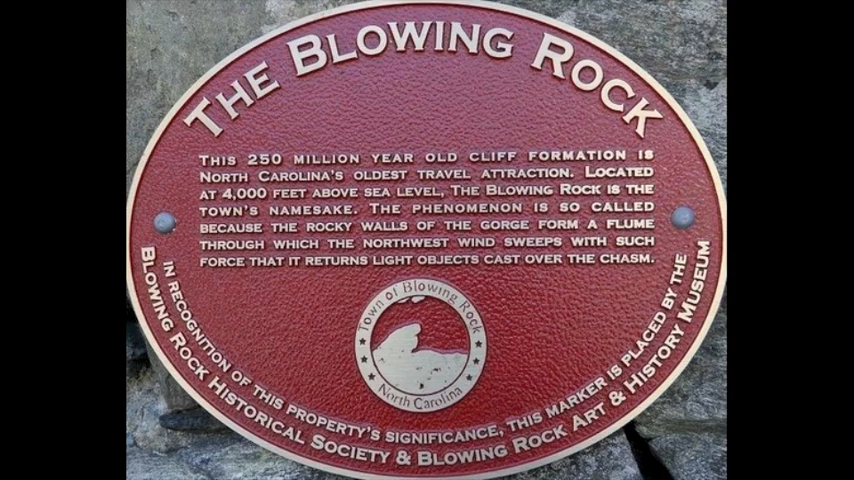 THE BLOWING ROCK
THIS 250 MILLION YEAR OLD CLIFF FORMATION IS
NORTH CAROLINA'S OLDEST TRAVEL ATTRACTION. LOCATED
AT 4,000 FEET ABOVE SEA LEVEL, THE BLOWING ROCK IS THE
TOWN'S NAMESAKE. THE PHENOMENON IS SO CALLED
BECAUSE THE ROCKY WALLS OF THE GORGE FORM A FLUME
THROUGH WHICH THE NORTHWEST WIND SWEEPS WITH SUCH
FORCE THAT IT RETURNS LIGHT OBJECTS CAST OVER THE CHASM.
Town of Blowing Rock
North Carolina
IN RECOGNITION OF THIS PROPERTY'S SIGNIFICANCE, THIS MARKER IS PLACED BY THE
BLOWING ROCK HISTORICAL SOCIETY & BLOWING ROCK ART & HISTORY MUSEUM